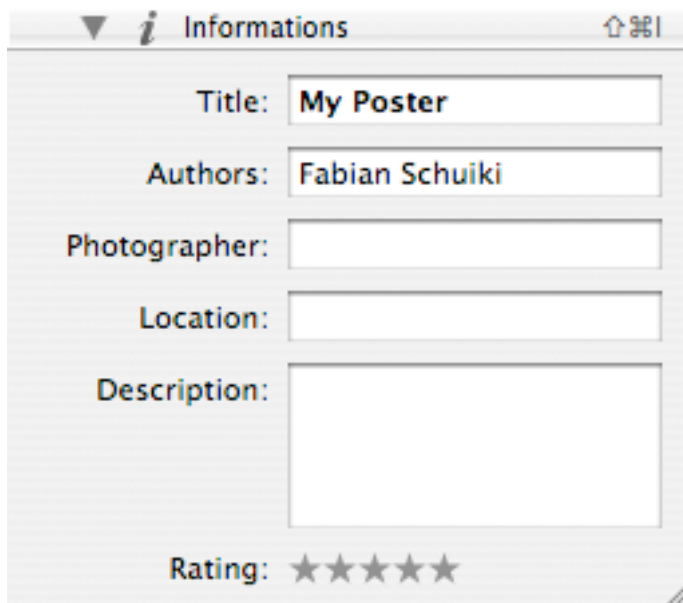 Informations ⇧⌘I
Title: My Poster
Authors: Fabian Schuiki
Photographer:
Location:
Description:
Rating: ★★★★★